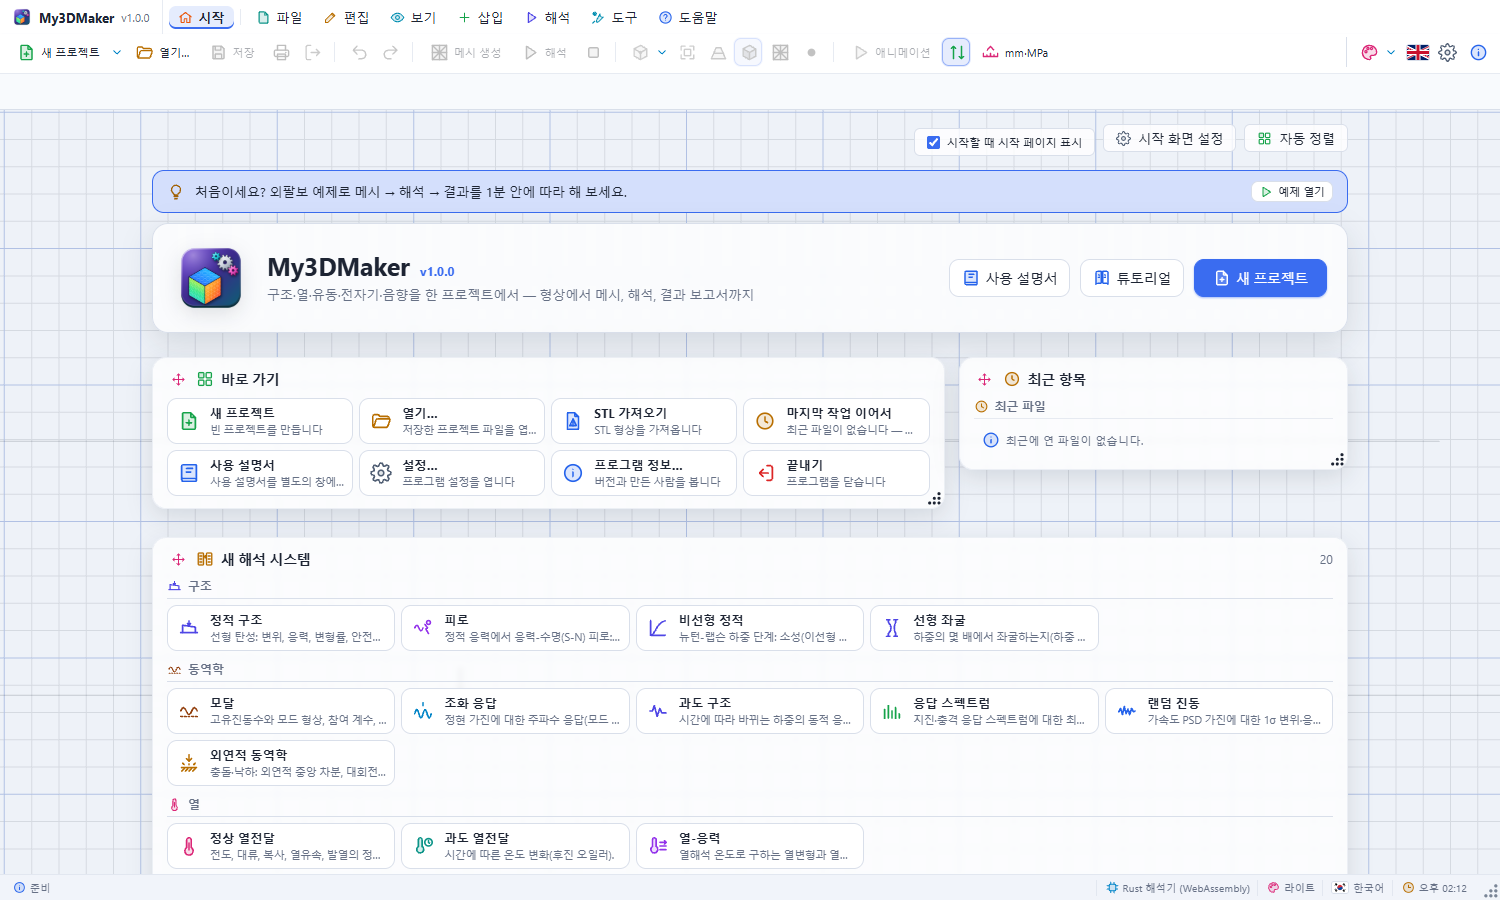 My3DMaker v1.0.0 시작 파일 편집 보기 삽입 해석 도구 도움말
새 프로젝트 열기... 저장 메시 생성 해석 애니메이션 mm·MPa
시작할 때 시작 페이지 표시 시작 화면 설정 자동 정렬
처음이세요? 외팔보 예제로 메시 → 해석 → 결과를 1분 안에 따라 해 보세요. 예제 열기
My3DMaker v1.0.0
구조·열·유동·전자기·음향을 한 프로젝트에서 — 형상에서 메시, 해석, 결과 보고서까지
사용 설명서 튜토리얼 새 프로젝트
바로 가기
새 프로젝트
빈 프로젝트를 만듭니다
열기...
저장한 프로젝트 파일을 엽...
STL 가져오기
STL 형상을 가져옵니다
마지막 작업 이어서
최근 파일이 없습니다 — ...
사용 설명서
사용 설명서를 별도의 창에...
설정...
프로그램 설정을 엽니다
프로그램 정보...
버전과 만든 사람을 봅니다
끝내기
프로그램을 닫습니다
최근 항목
최근 파일
최근에 연 파일이 없습니다.
새 해석 시스템 20
구조
정적 구조
선형 탄성: 변위, 응력, 변형률, 안전...
피로
정적 응력에서 응력-수명(S-N) 피로:...
비선형 정적
뉴턴-랩슨 하중 단계: 소성(이선형 ...
선형 좌굴
하중의 몇 배에서 좌굴하는지(하중 ...
동역학
모달
고유진동수와 모드 형상, 참여 계수, ...
조화 응답
정현 가진에 대한 주파수 응답(모드 ...
과도 구조
시간에 따라 바뀌는 하중의 동적 응...
응답 스펙트럼
지진·충격 응답 스펙트럼에 대한 최...
랜덤 진동
가속도 PSD 가진에 대한 1σ 변위·응...
외연적 동역학
충돌·낙하: 외연적 중앙 차분, 대회전...
열
정상 열전달
전도, 대류, 복사, 열유속, 발열의 정...
과도 열전달
시간에 따른 온도 변화(후진 오일러).
열-응력
열해석 온도로 구하는 열변형과 열...
준비 Rust 해석기 (WebAssembly) 라이트 한국어 오후 02:12